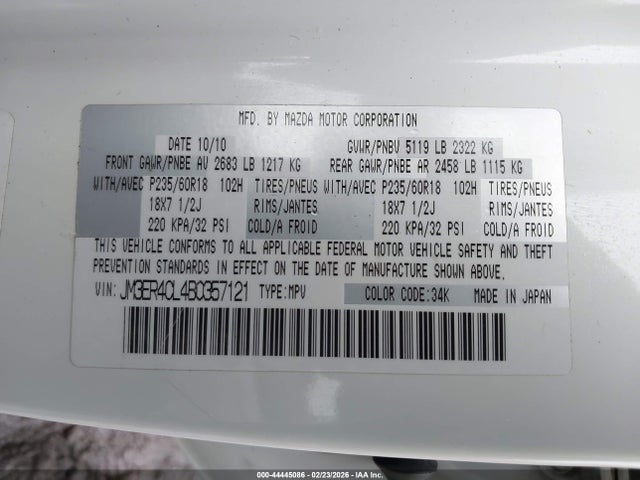 MFD. BY MAZDA MOTOR CORPORATION
DATE 10/10 GVWR/PNBV 5119 LB 2322 KG
FRONT GAWR/PNBE AV 2683 LB 1217 KG REAR GAWR/PNBE AR 2458 LB 1115 KG
WITH/AVEC P235/60R18 102H TIRES/PNEUS WITH/AVEC P235/60R18 102H TIRES/PNEUS
18X7 1/2J RIMS/JANTES 18X7 1/2J RIMS/JANTES
220 KPA/32 PSI COLD/A FROID 220 KPA/32 PSI COLD/A FROID
THIS VEHICLE CONFORMS TO ALL APPLICABLE FEDERAL MOTOR VEHICLE SAFETY AND THEFT
PREVENTION STANDARDS IN EFFECT ON THE DATE OF MANUFACTURE SHOWN ABOVE.
VIN: JM3ER4CL4B0357121 TYPE: MPV COLOR CODE: 34K MADE IN JAPAN
000-44445086 - 02/23/2026 - IAA Inc.